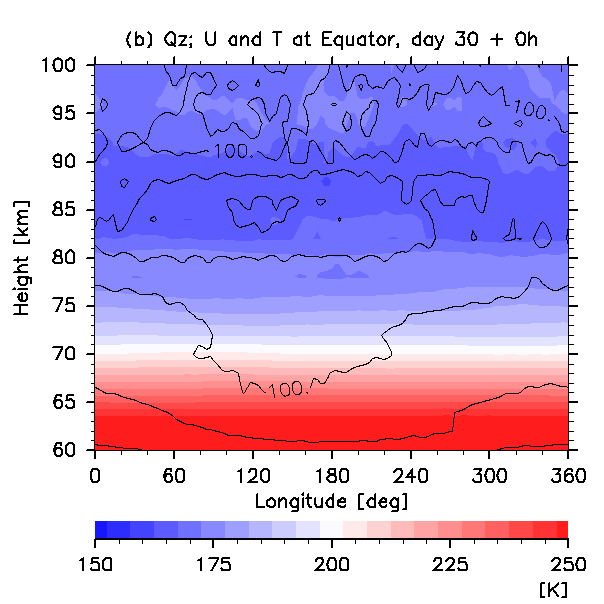 (b) Qz; U and T at Equator, day 30 + 0h
100
95
90
85
80
75
70
65
60
Height [km]
100.
100.
100.
0 60 120 180 240 300 360
Longitude [deg]
150 175 200 225 250
[K]